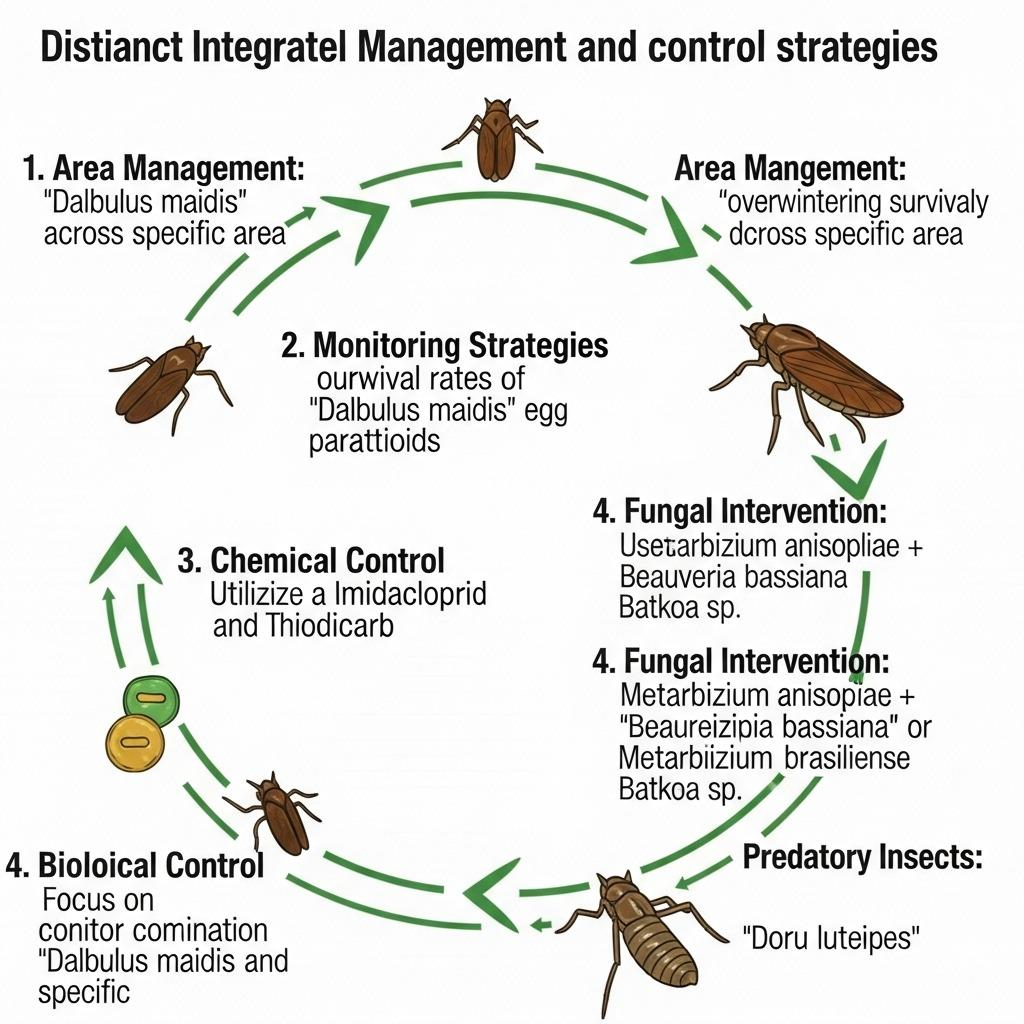 Distianct Integratel Management and control strategies
1. Area Management:
"Dalbulus maidis"
across specific area
Area Mangement:
"overwintering survivaly
dcross specific area
2. Monitoring Strategies
ourwival rates of
"Dalbulus maidis" egg
parattioids
3. Chemical Control
Utilizize a Imidacloprid
and Thiodicarb
4. Fungal Intervention:
Usetarbizium anisopliae +
Beauveria bassiana
Batkoa sp.
4. Fungal Intervention:
Metarbizium anisopiae +
"Beaureizipia bassiana" or
Metarbiizium brasiliense
Batkoa sp.
4. Bioloical Control
Focus on
conitor comination
"Dalbulus maidis and
specific
Predatory Insects:
"Doru luteipes"